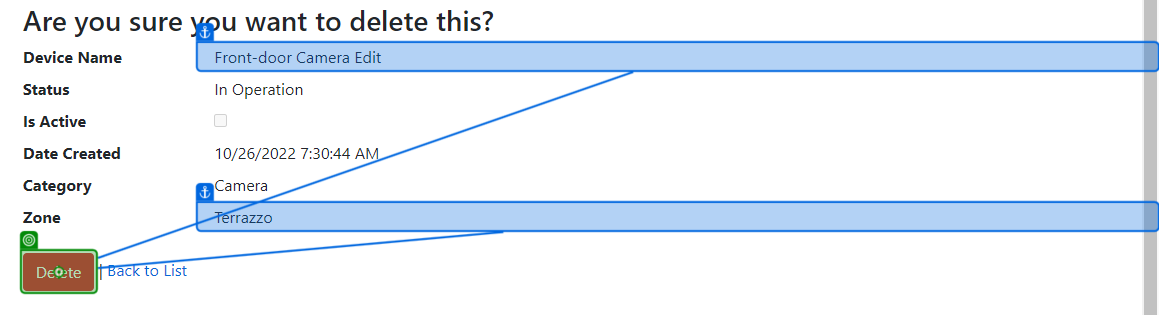 Are you sure you want to delete this?
Device Name Front-door Camera Edit
Status In Operation
Is Active
Date Created 10/26/2022 7:30:44 AM
Category Camera
Zone Terrazzo
Delete | Back to List